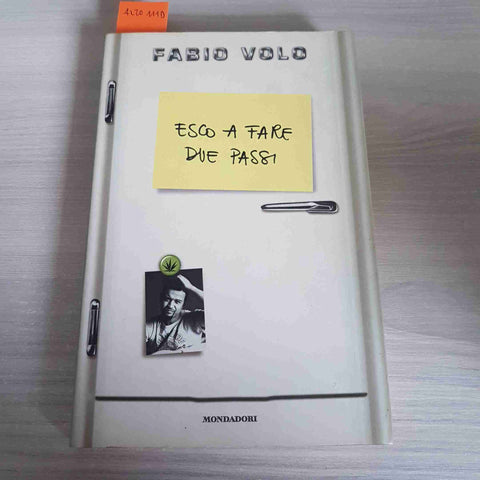 FABIO VOLO
ESCO A FARE
DUE PASSI
MONDADORI